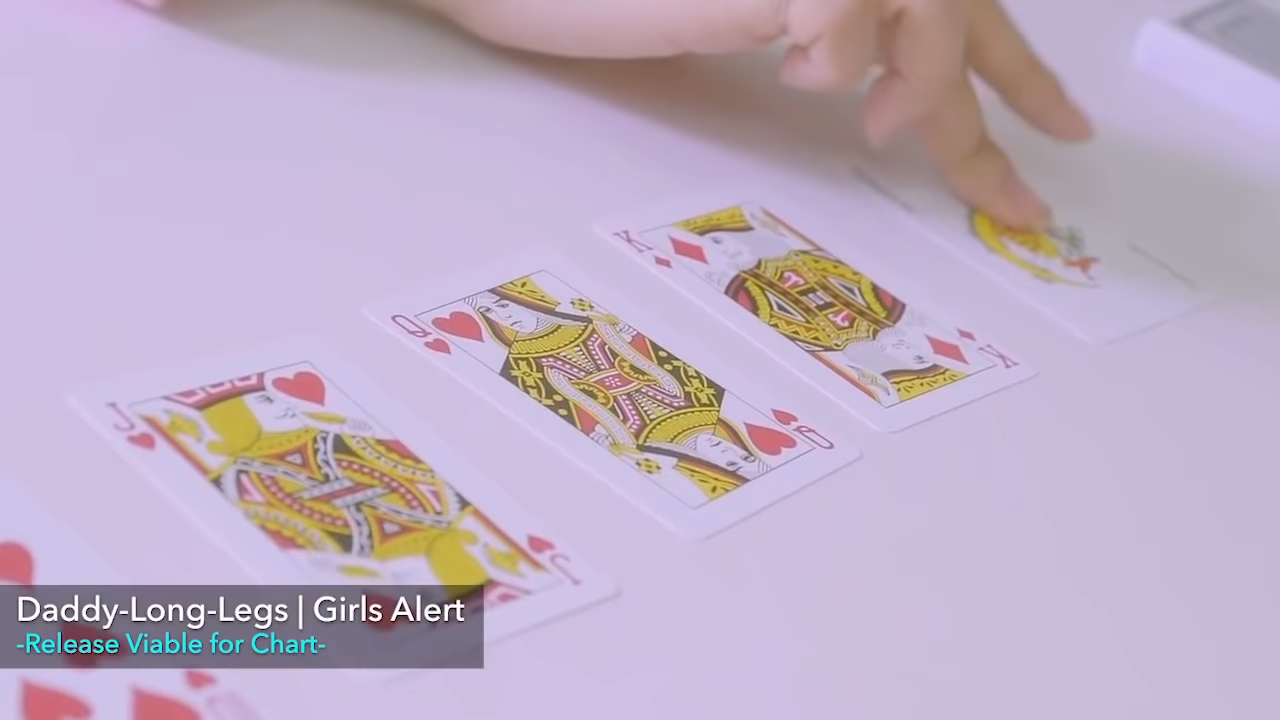 K
K
Q
Q
J
J
Daddy-Long-Legs | Girls Alert
-Release Viable for Chart-